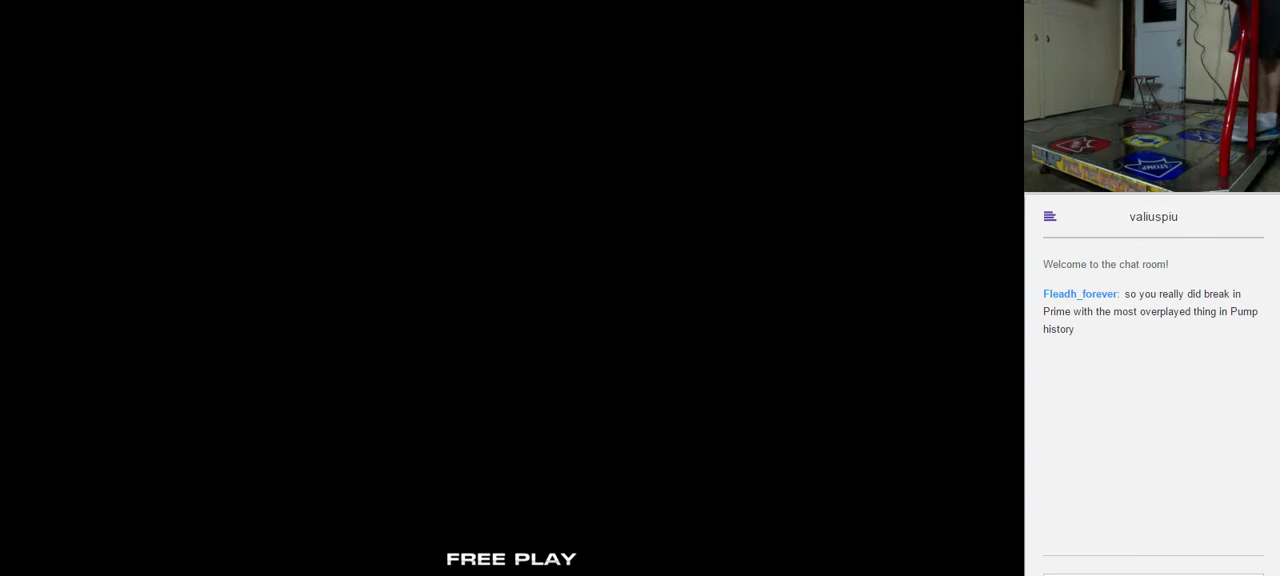 valiuspiu
Welcome to the chat room!
Fleadh_forever: so you really did break in
Prime with the most overplayed thing in Pump
history
FREE PLAY